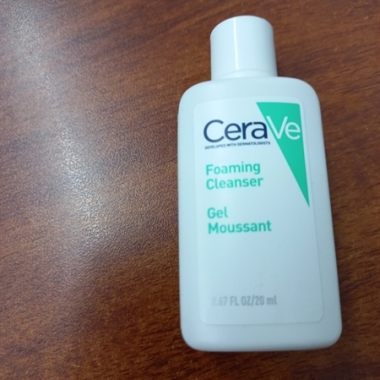 CeraVe
DEVELOPED WITH DERMATOLOGISTS
Foaming
Cleanser
Gel
Moussant
0.67 FL OZ/20 ml